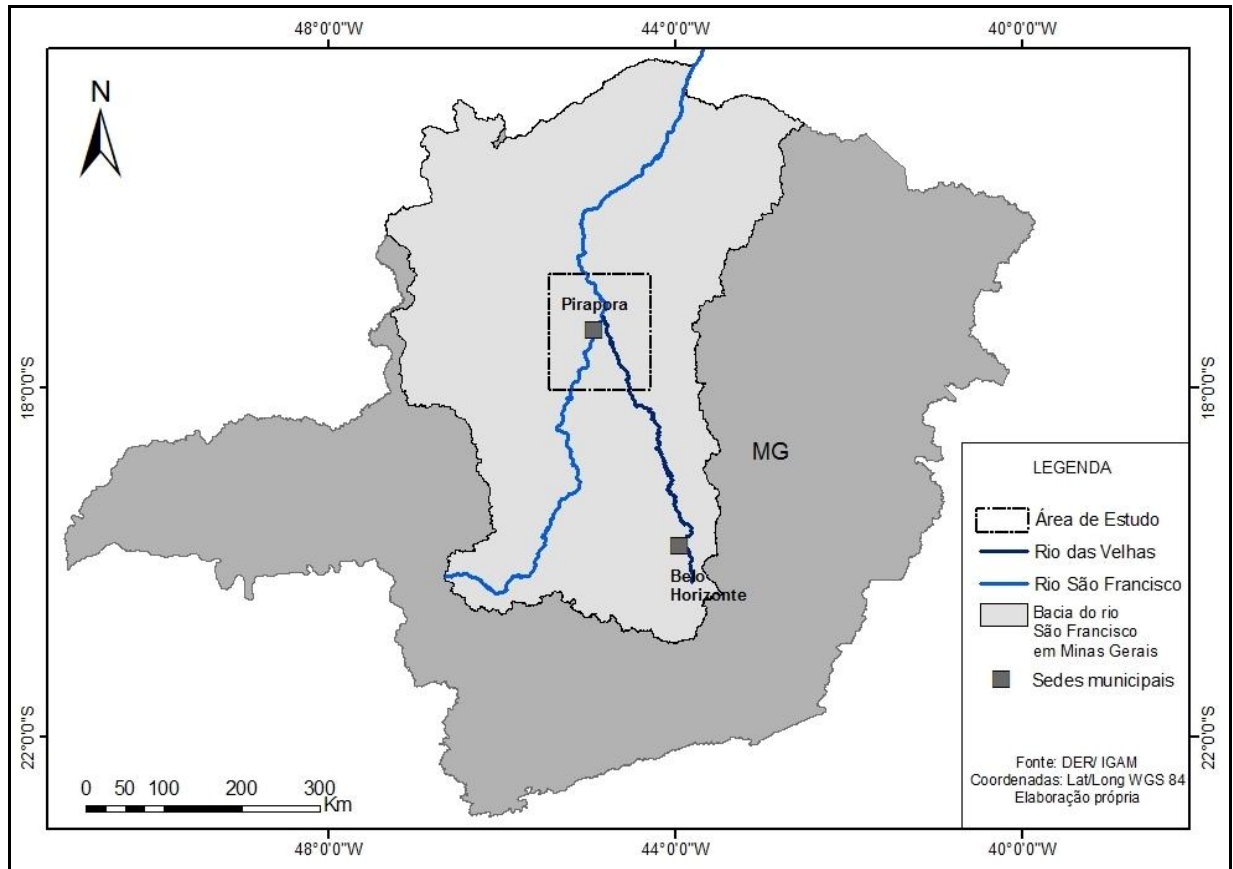 48°0'0"W
44°0'0"W
40°0'0"W
N
18°0'0"S
18°0'0"S
Pirapora
MG
Belo
Horizonte
LEGENDA
Área de Estudo
Rio das Velhas
Rio São Francisco
Bacia do rio
São Francisco
em Minas Gerais
Sedes municipais
22°0'0"S
22°0'0"S
Fonte: DER/ IGAM
Coordenadas: Lat/Long WGS 84
Elaboração própria
0 50 100 200 300
Km
48°0'0"W
44°0'0"W
40°0'0"W